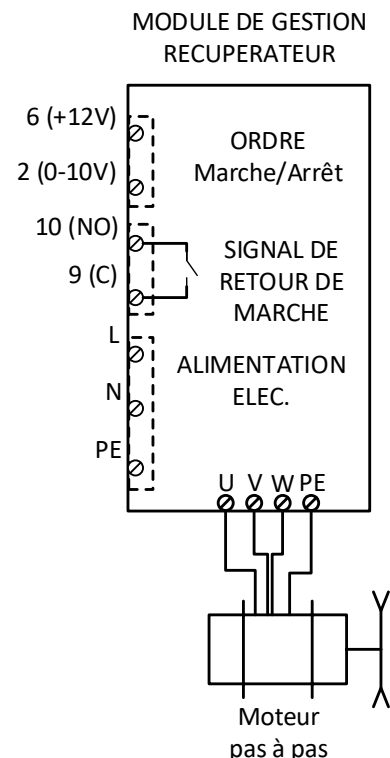 MODULE DE GESTION
RECUPERATEUR
6 (+12V)
ORDRE
2 (0-10V)
Marche/Arrêt
10 (NO)
SIGNAL DE
9 (C)
RETOUR DE
MARCHE
L
ALIMENTATION
N
ELEC.
PE
U V W PE
Moteur
pas à pas